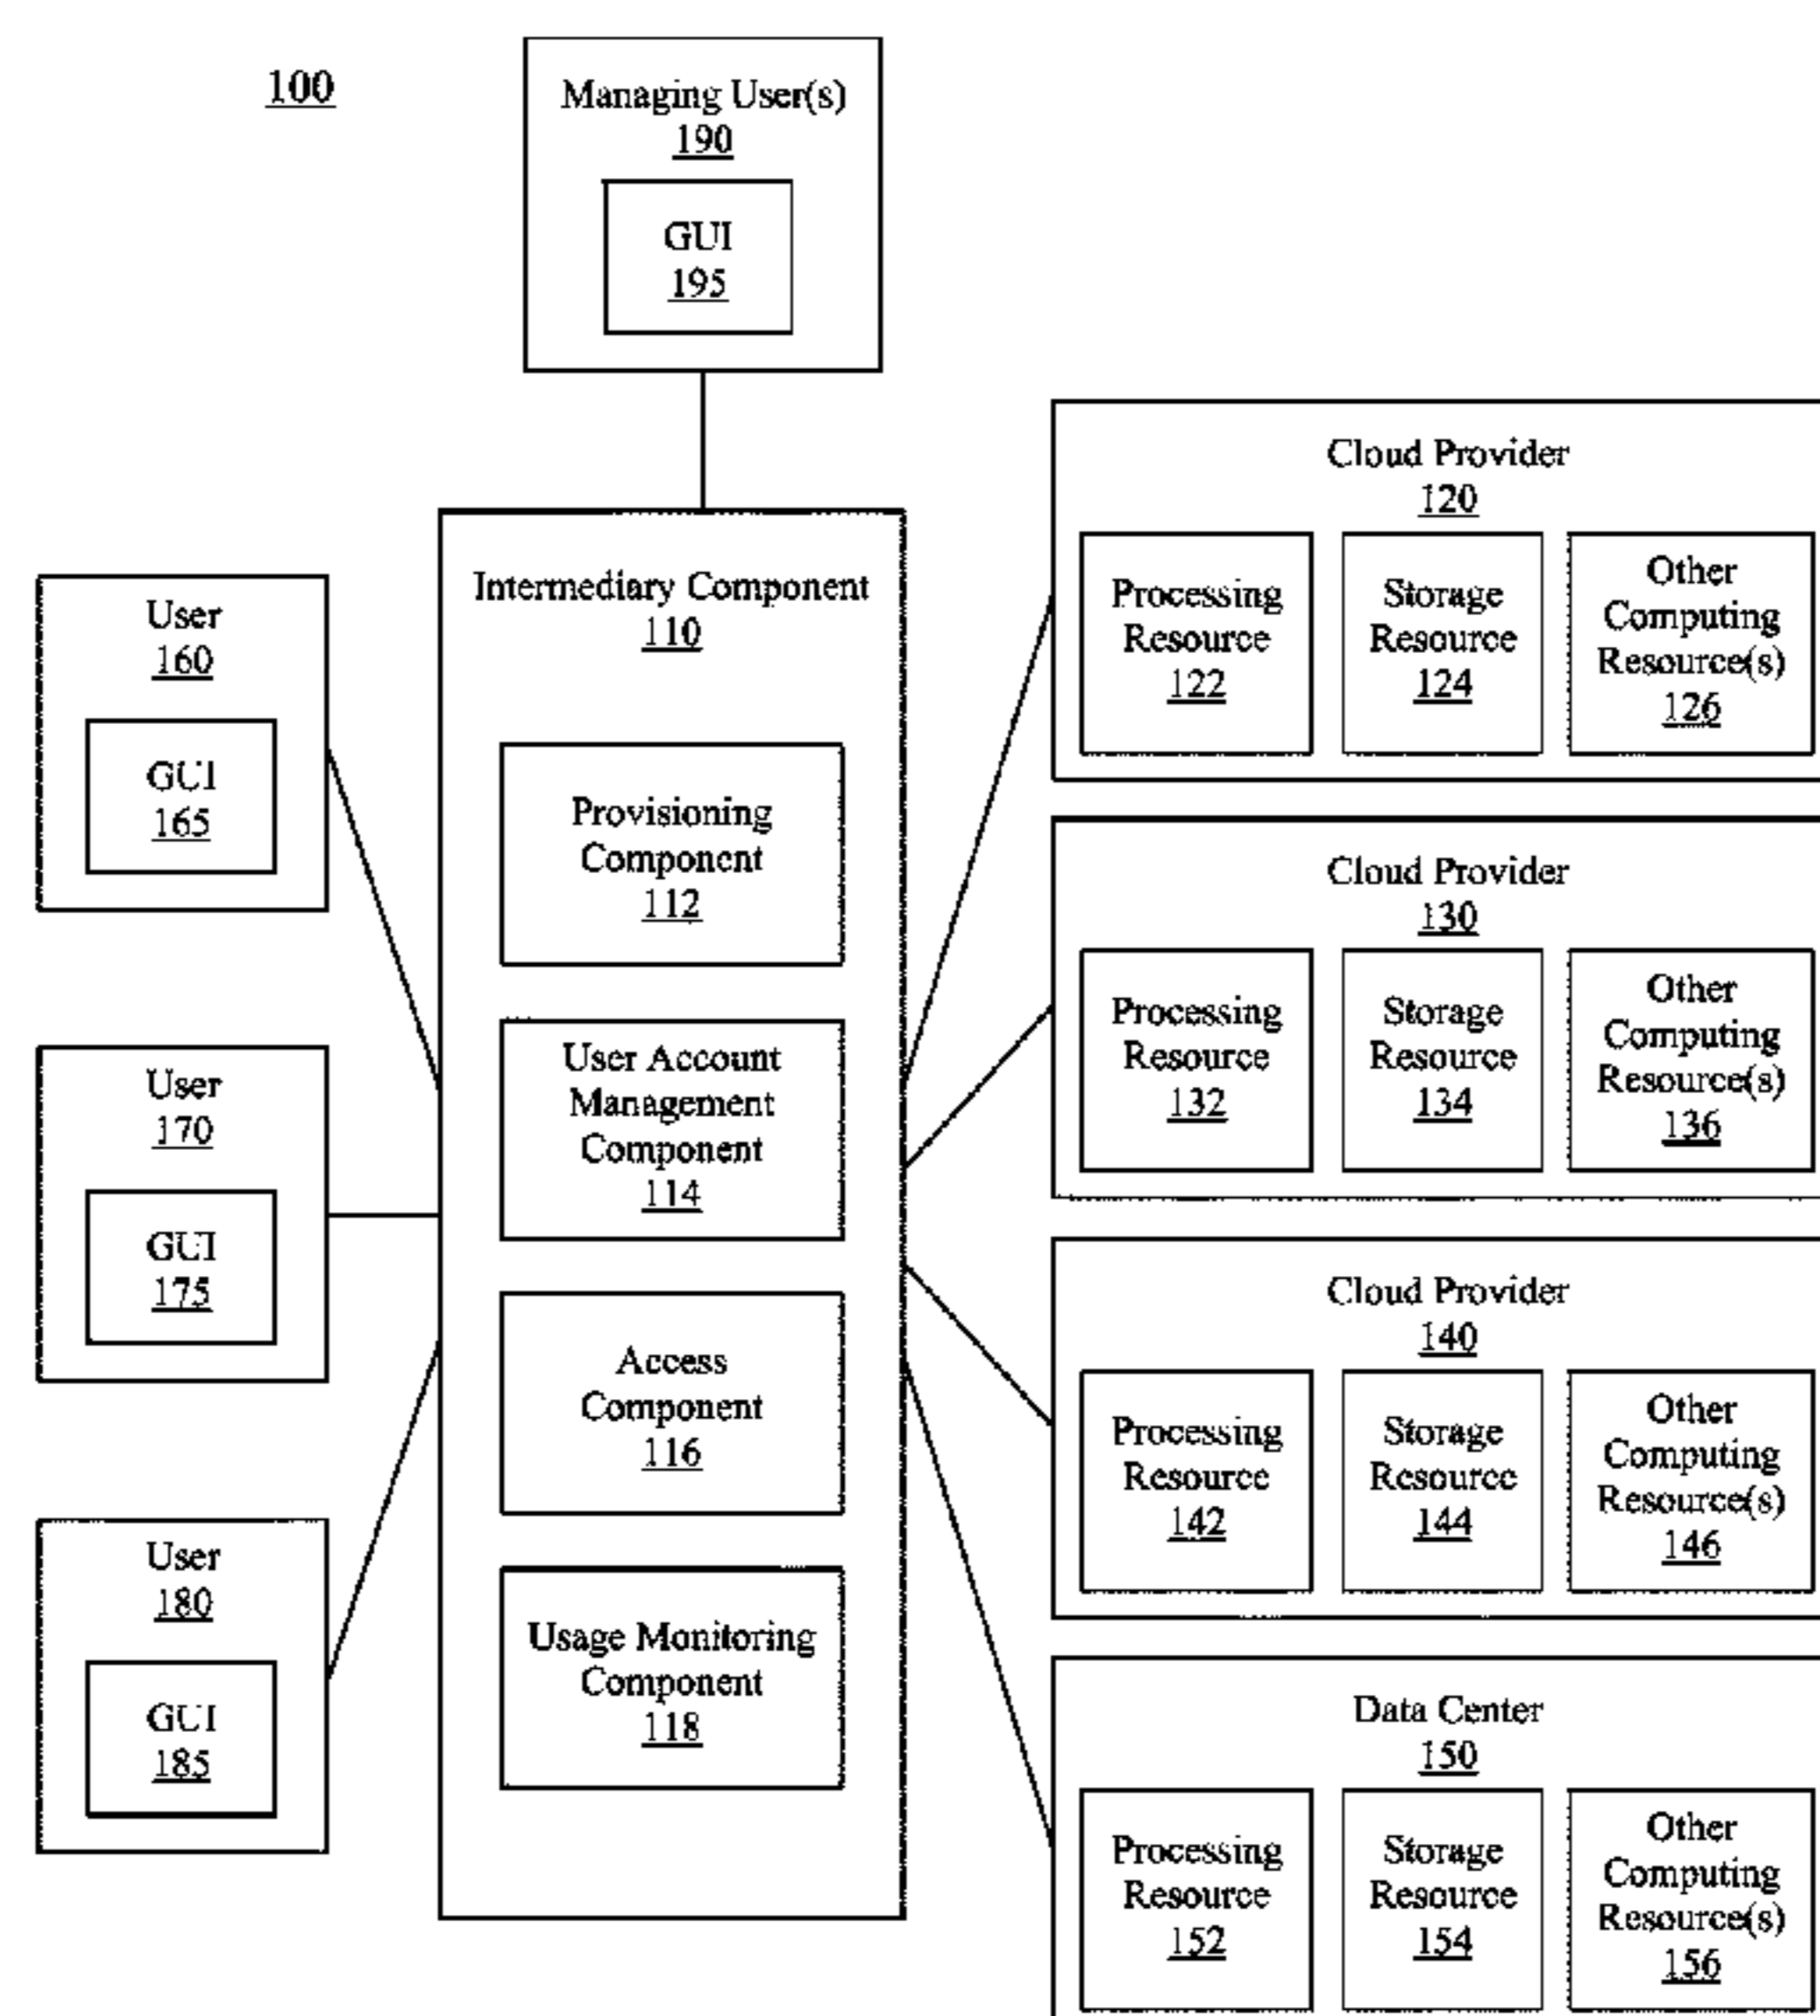 100
Managing User(s)
190
GUI
195
User
160
GUI
165
User
170
GUI
175
User
180
GUI
185
Intermediary Component
110
Provisioning
Component
112
User Account
Management
Component
114
Access
Component
116
Usage Monitoring
Component
118
Cloud Provider
120
Processing
Resource
122
Storage
Resource
124
Other
Computing
Resource(s)
126
Cloud Provider
130
Processing
Resource
132
Storage
Resource
134
Other
Computing
Resource(s)
136
Cloud Provider
140
Processing
Resource
142
Storage
Resource
144
Other
Computing
Resource(s)
146
Data Center
150
Processing
Resource
152
Storage
Resource
154
Other
Computing
Resource(s)
156